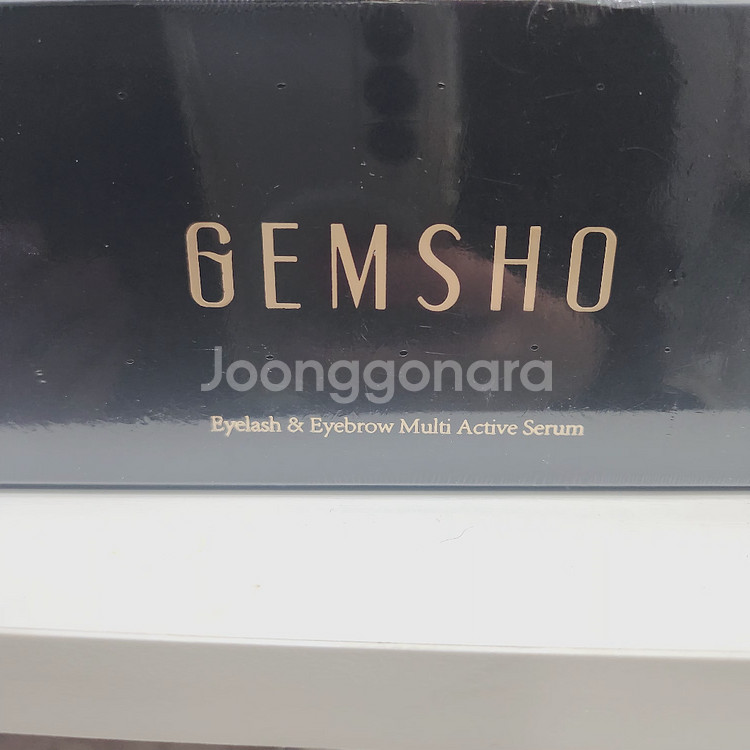 GEMSHO
Joonggonara
Eyelash & Eyebrow Multi Active Serum